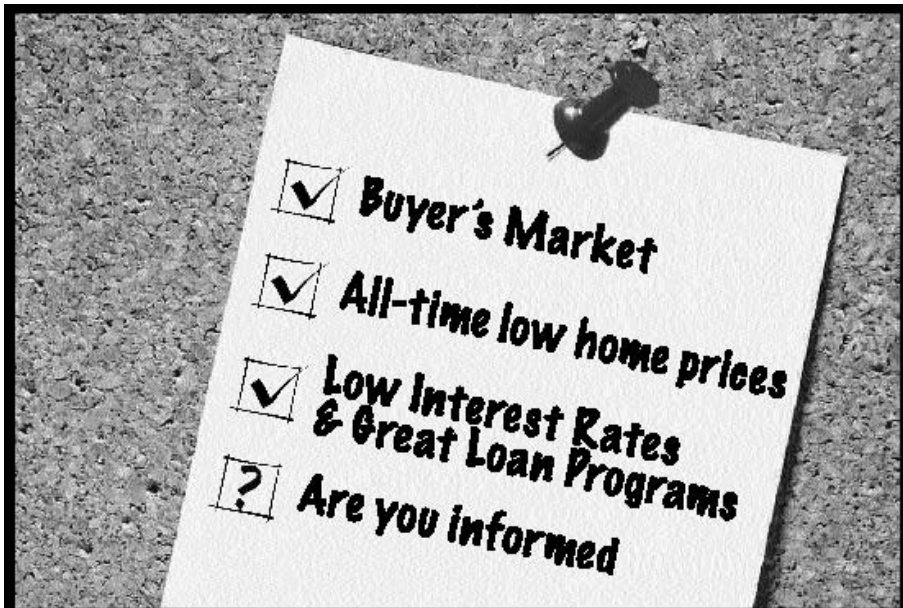 Buyer's Market
All-time low home prices
Low Interest Rates
& Great Loan Programs
? Are you informed